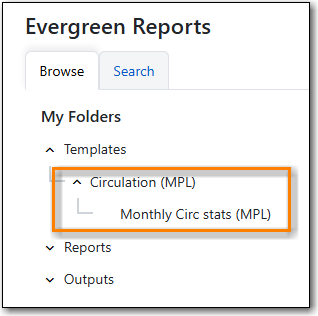 Evergreen Reports
Browse
Search
My Folders
Templates
Circulation (MPL)
Monthly Circ stats (MPL)
Reports
Outputs